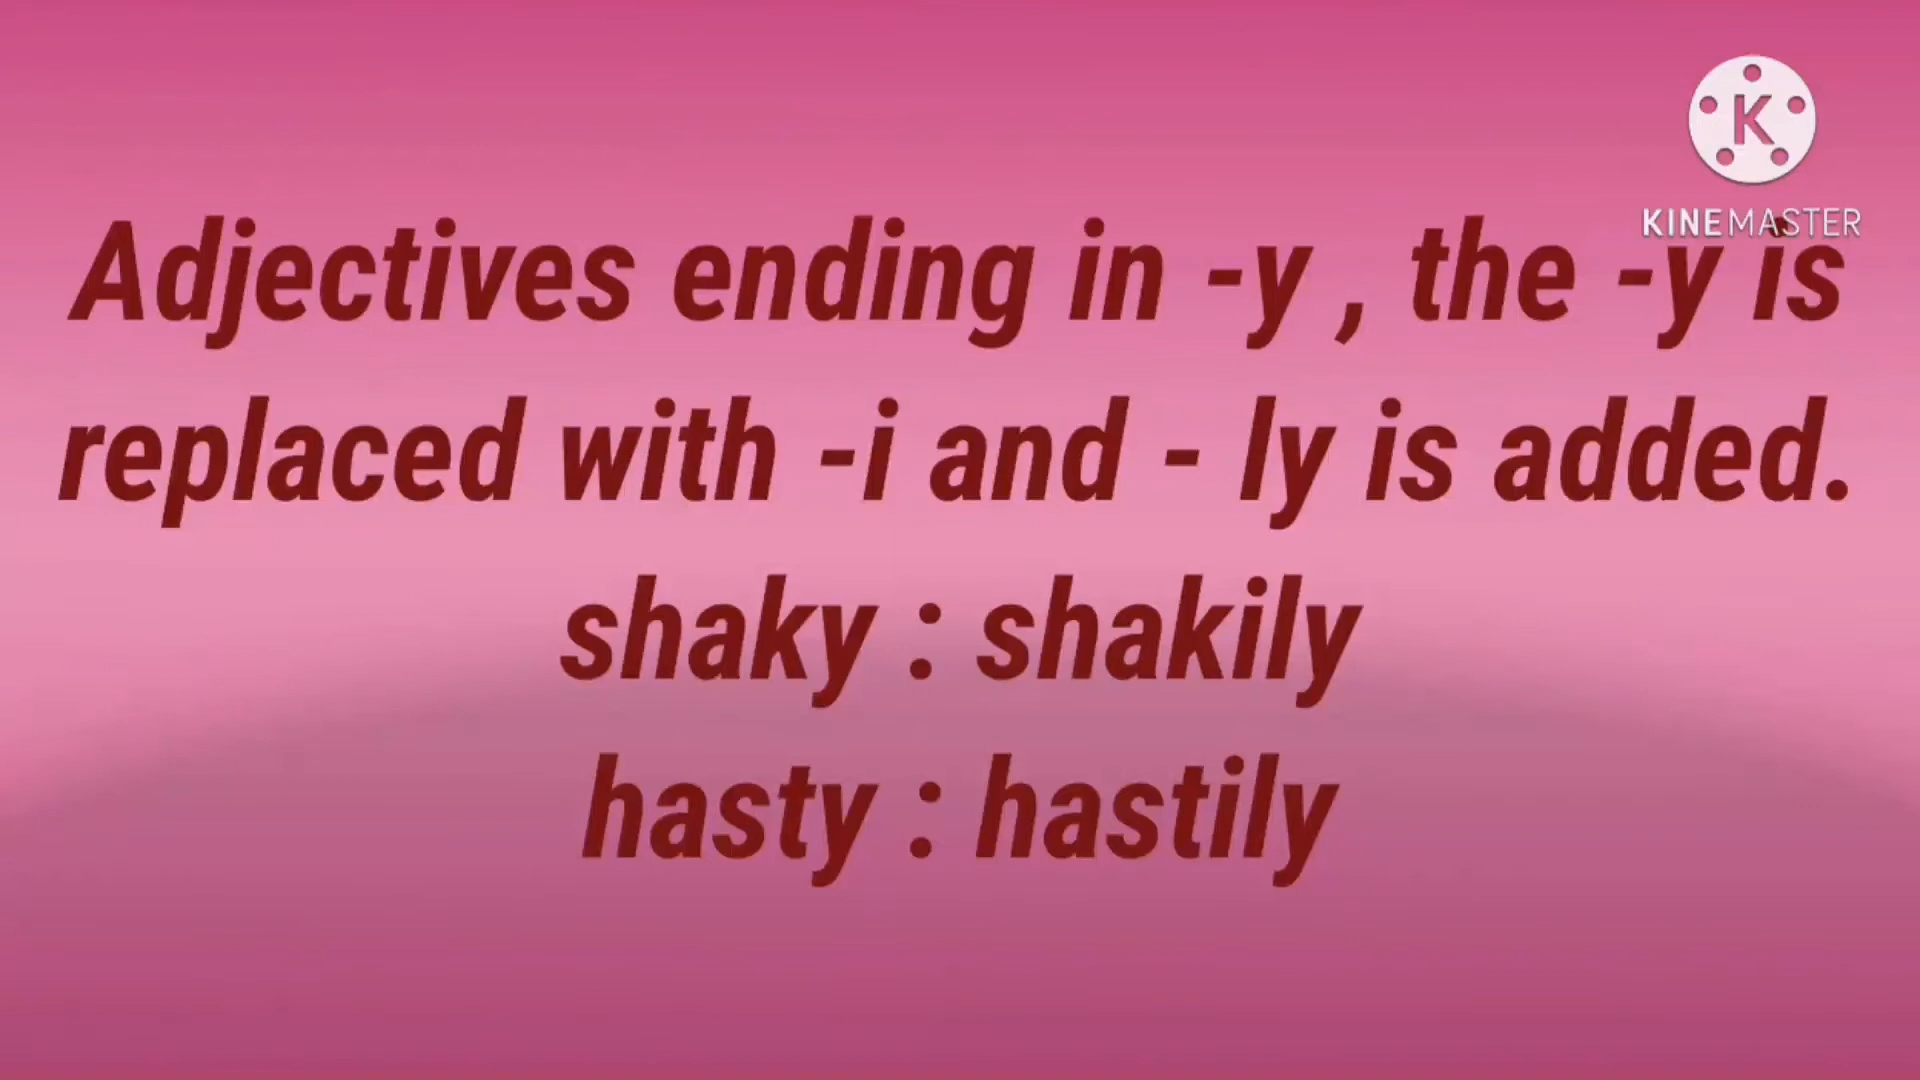 K
KINEMASTER
Adjectives ending in -y , the -y is
replaced with -i and - ly is added.
shaky : shakily
hasty : hastily